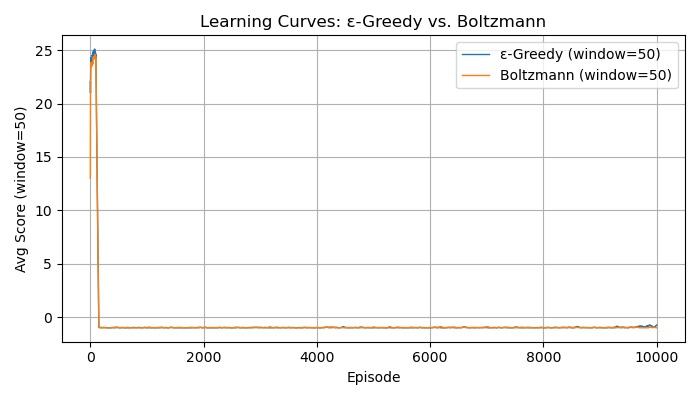 Learning Curves: ε-Greedy vs. Boltzmann
ε-Greedy (window=50)
Boltzmann (window=50)
Avg Score (window=50)
25
20
15
10
5
0
0 2000 4000 6000 8000 10000
Episode